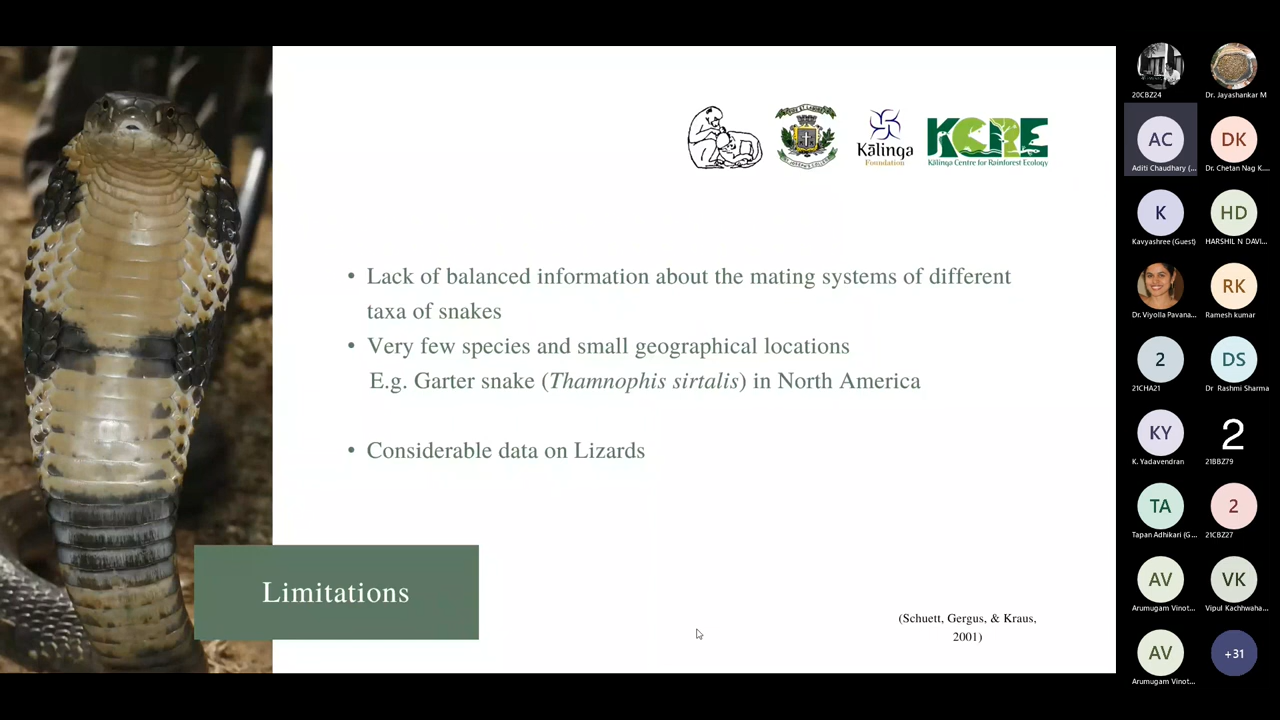 Kālinga
Foundation
KCRE
Kālinga Centre for Rainforest Ecology
• Lack of balanced information about the mating systems of different
taxa of snakes
• Very few species and small geographical locations
E.g. Garter snake (Thamnophis sirtalis) in North America
• Considerable data on Lizards
Limitations
(Schuett, Gergus, & Kraus,
2001)
20CBZ24
Dr. Jayashankar M
AC
DK
Aditi Chaudhary (...
Dr. Chetan Nag K....
K
HD
Kavyashree (Guest)
HARSHIL N DAVI...
RK
Dr. Viyolla Pavana...
Ramesh kumar
2
DS
21CHA21
Dr Rashmi Sharma
KY
2
K. Yadavendran
21BBZ79
TA
2
Tapan Adhikari (G...
21CBZ27
AV
VK
Arumugam Vinot...
Vipul Kachhwaha...
AV
+31
Arumugam Vinot...